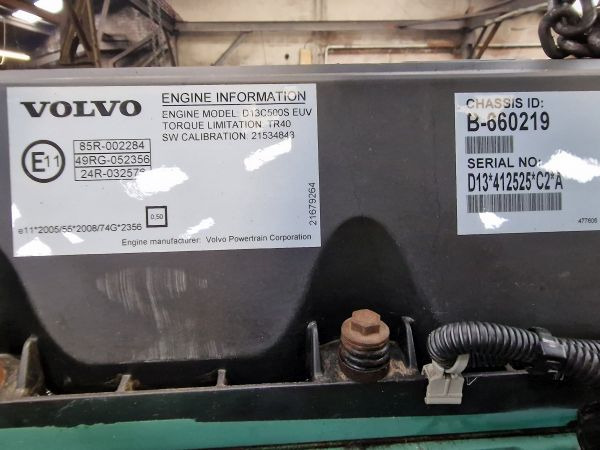 VOLVO
ENGINE INFORMATION
ENGINE MODEL: D13C500S EUV
TORQUE LIMITATION: TR40
SW CALIBRATION: 21534843
E11
85R-002284
49RG-052356
24R-032576
0,50
e11*2005/55*2008/74G*2356
Engine manufacturer: Volvo Powertrain Corporation
21679264
CHASSIS ID:
B-660219
SERIAL NO:
D13*412525*C2*A
477606